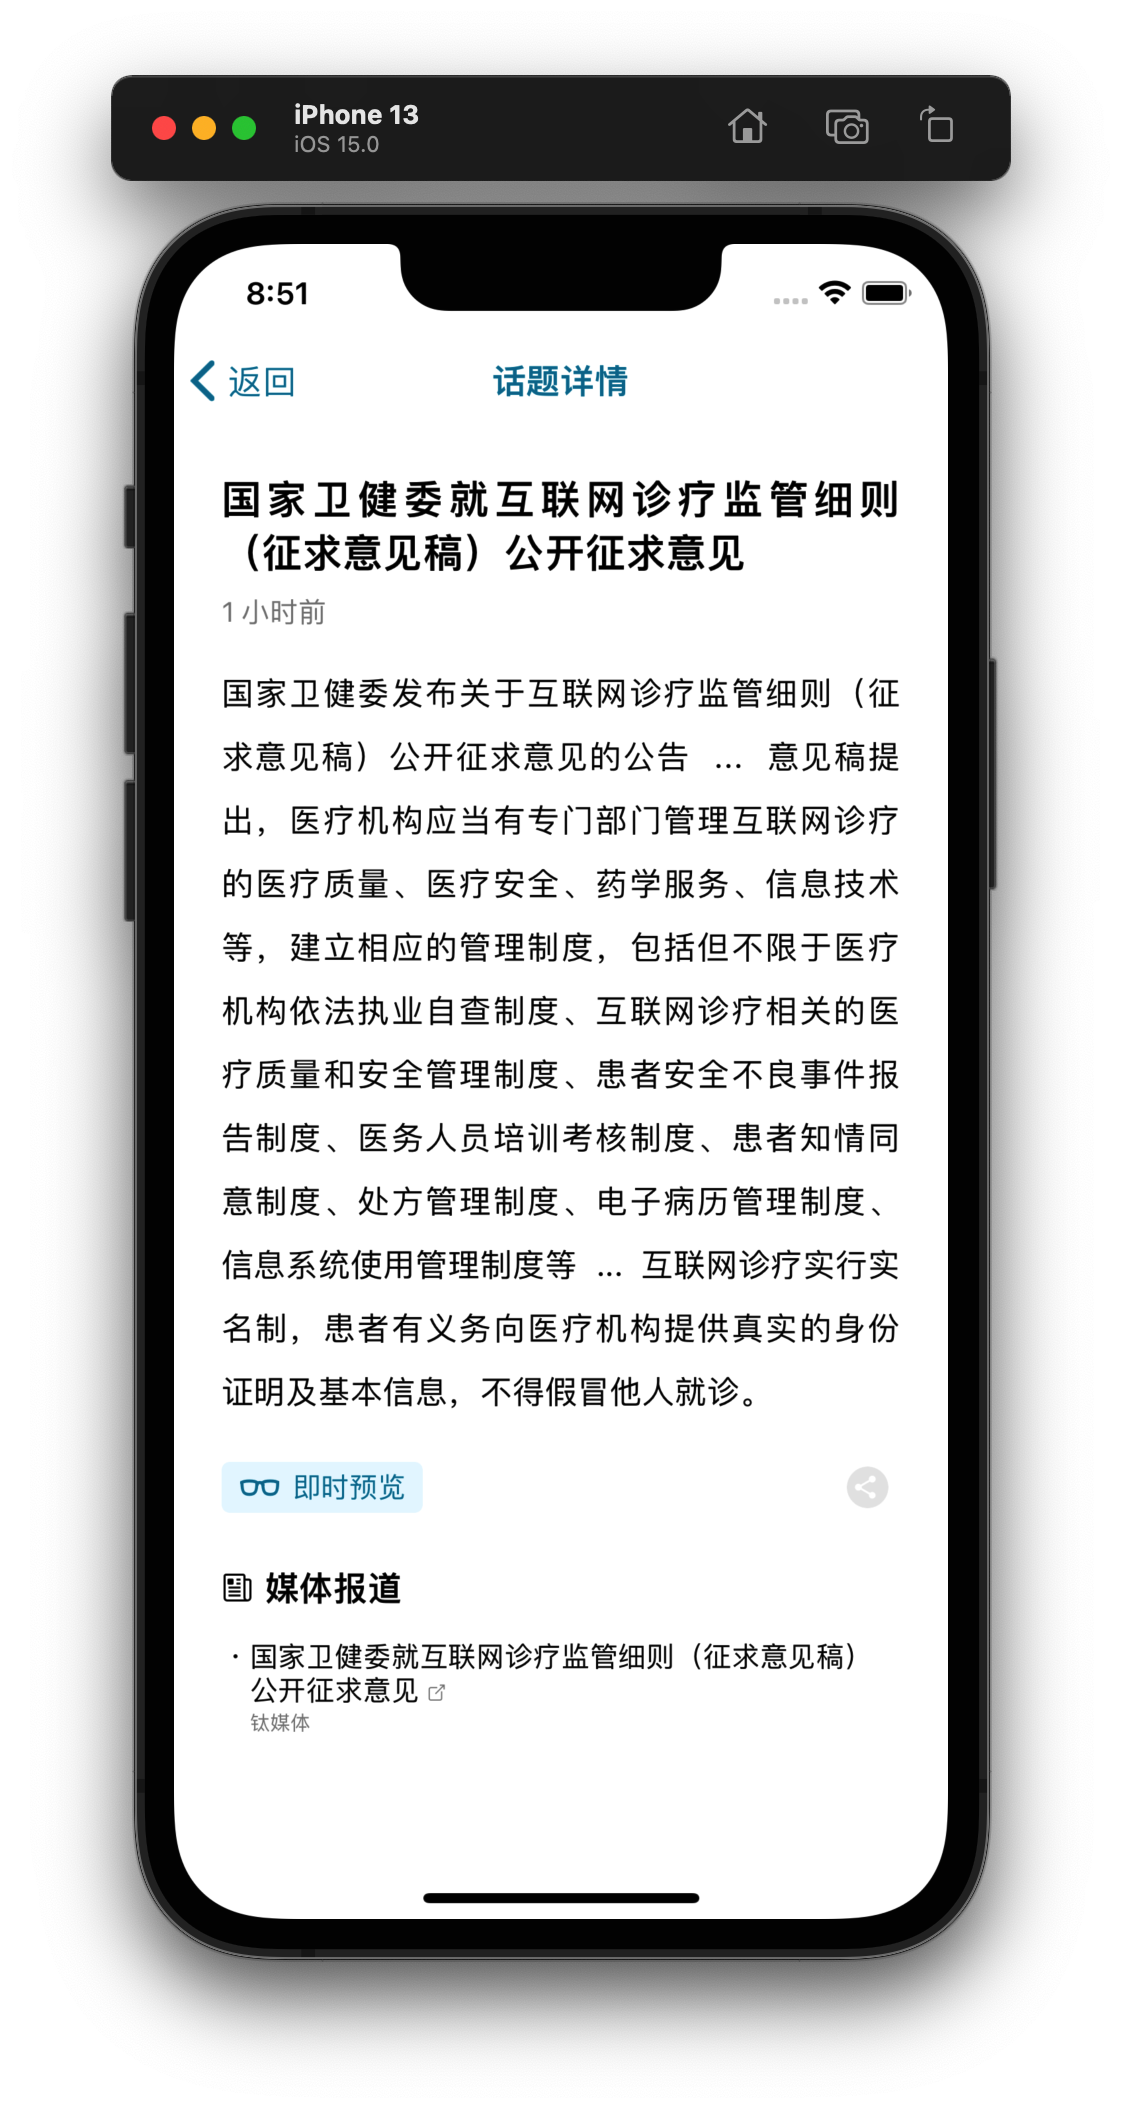 iPhone 13
iOS 15.0
8:51
返回
话题详情
国家卫健委就互联网诊疗监管细则
（征求意见稿）公开征求意见
1 小时前
国家卫健委发布关于互联网诊疗监管细则（征
求意见稿）公开征求意见的公告 ... 意见稿提
出，医疗机构应当有专门部门管理互联网诊疗
的医疗质量、医疗安全、药学服务、信息技术
等，建立相应的管理制度，包括但不限于医疗
机构依法执业自查制度、互联网诊疗相关的医
疗质量和安全管理制度、患者安全不良事件报
告制度、医务人员培训考核制度、患者知情同
意制度、处方管理制度、电子病历管理制度、
信息系统使用管理制度等 ... 互联网诊疗实行实
名制，患者有义务向医疗机构提供真实的身份
证明及基本信息，不得假冒他人就诊。
即时预览
媒体报道
· 国家卫健委就互联网诊疗监管细则（征求意见稿）
公开征求意见
钛媒体